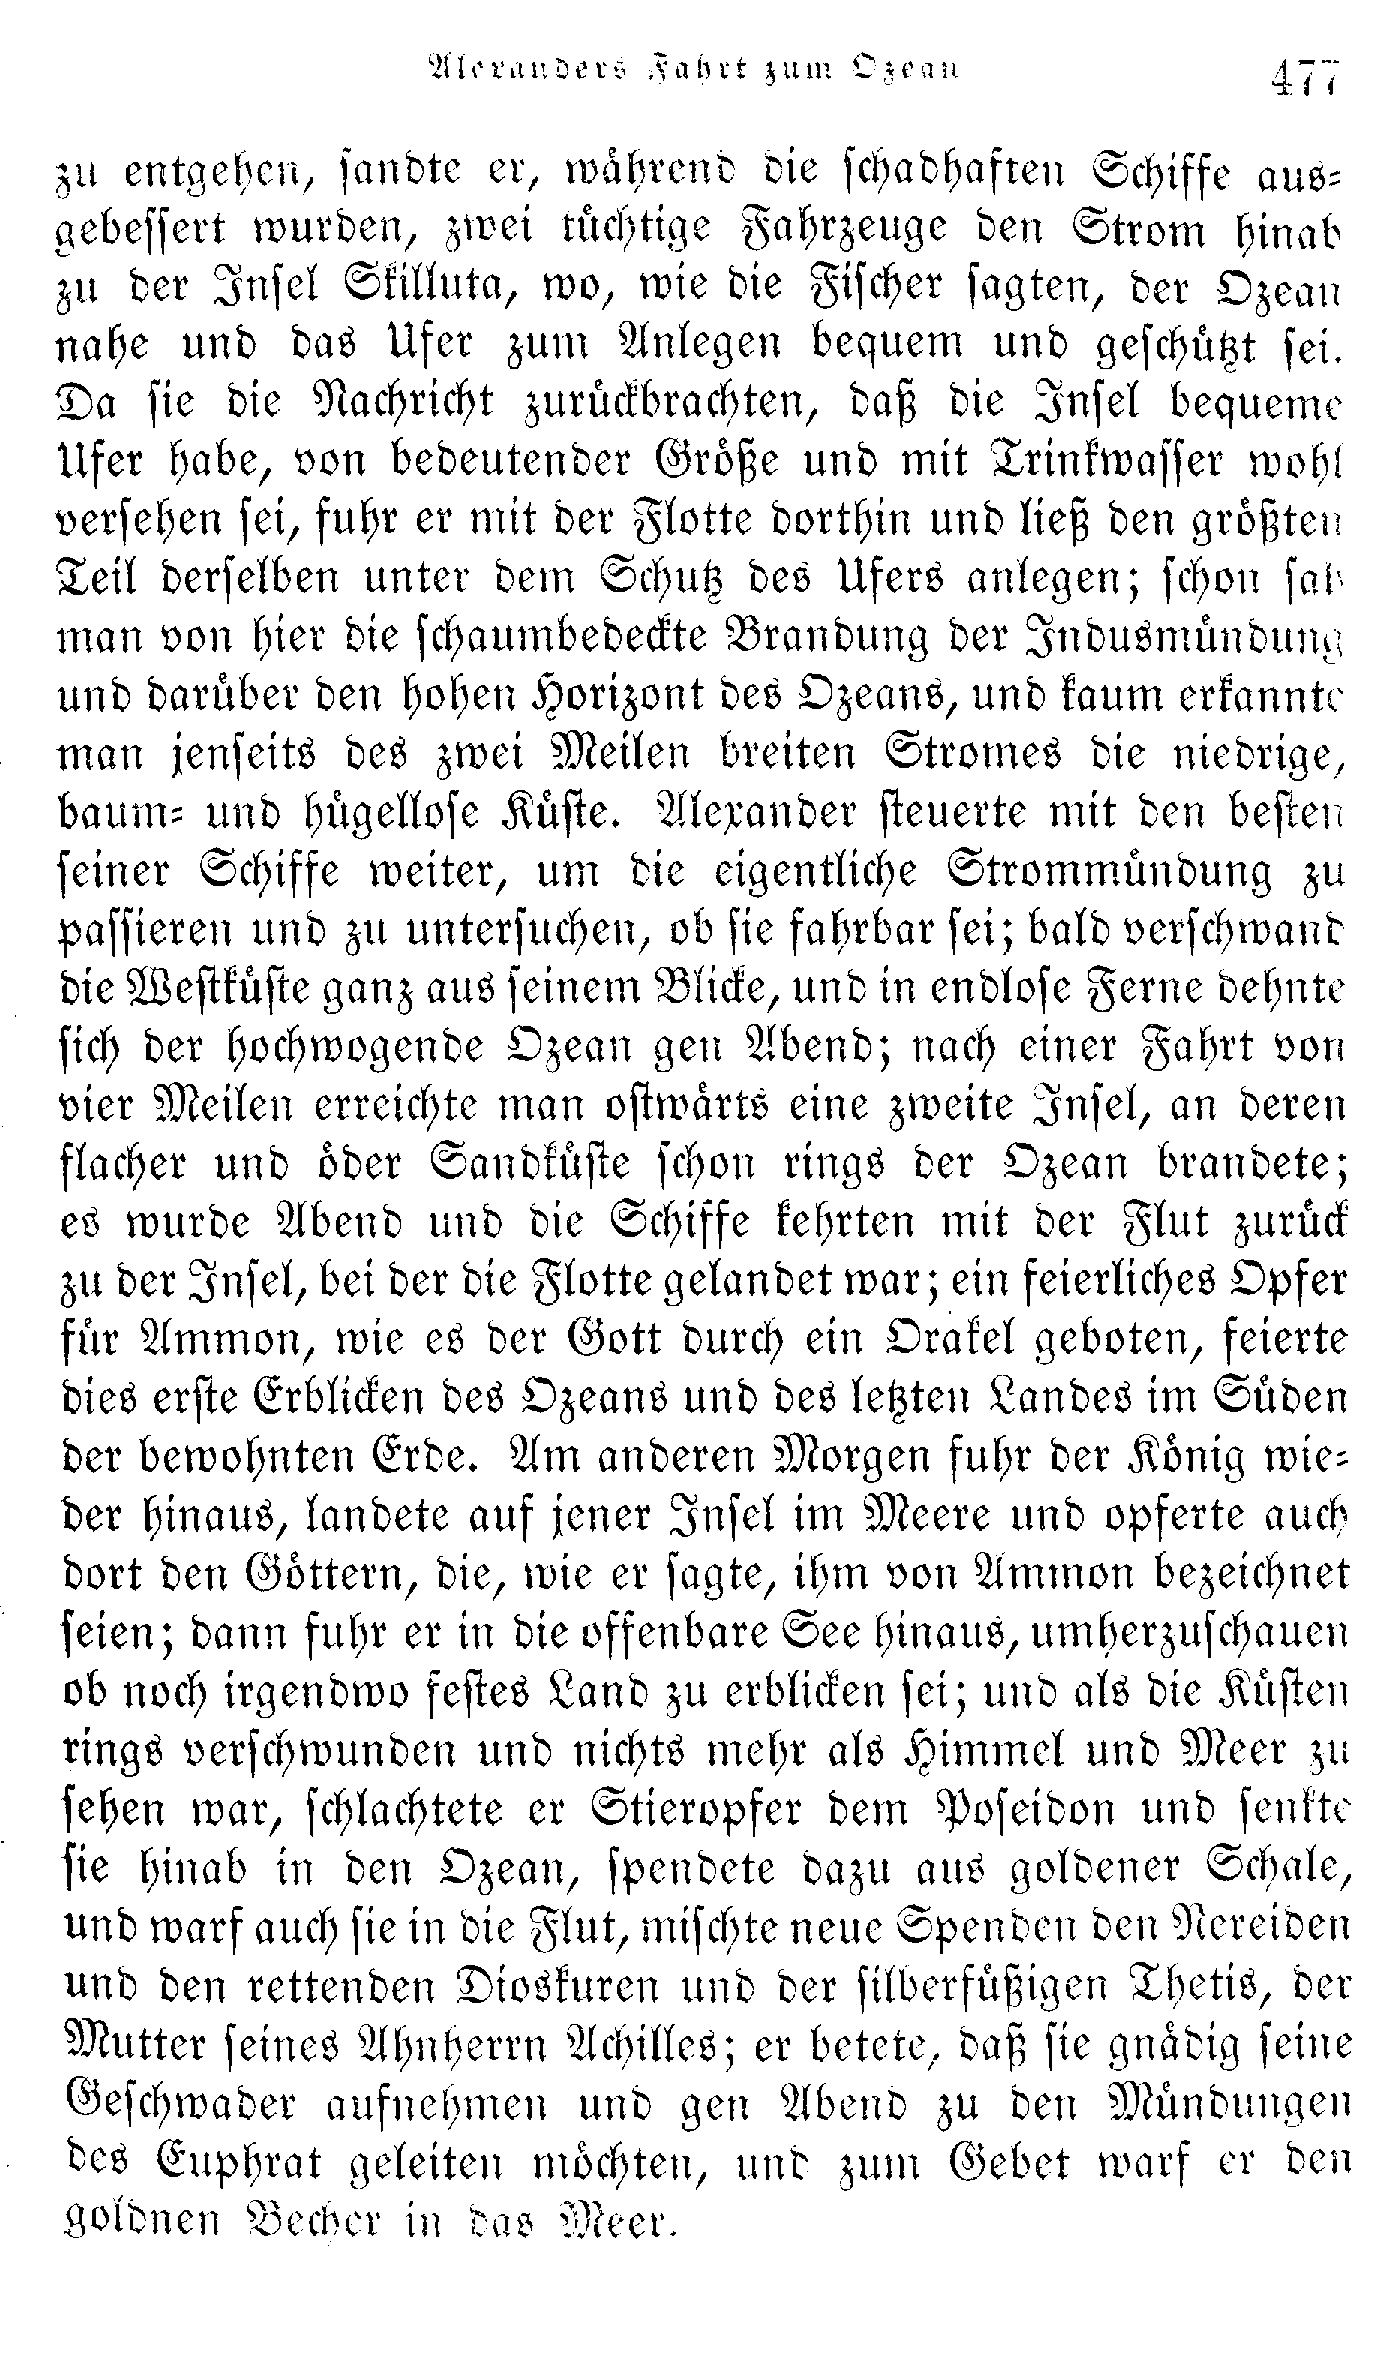 Alexanders Fahrt zum Ozean 477
zu entgehen, sandte er, während die schadhaften Schiffe aus-
gebessert wurden, zwei tüchtige Fahrzeuge den Strom hinab
zu der Insel Skilluta, wo, wie die Fischer sagten, der Ozean
nahe und das Ufer zum Anlegen bequem und geschützt sei.
Da sie die Nachricht zurückbrachten, daß die Insel bequeme
Ufer habe, von bedeutender Größe und mit Trinkwasser wohl
versehen sei, fuhr er mit der Flotte dorthin und ließ den größten
Teil derselben unter dem Schutz des Ufers anlegen; schon sah
man von hier die schaumbedeckte Brandung der Indusmündung
und darüber den hohen Horizont des Ozeans, und kaum erkannte
man jenseits des zwei Meilen breiten Stromes die niedrige,
baum- und hügellose Küste. Alexander steuerte mit den besten
seiner Schiffe weiter, um die eigentliche Strommündung zu
passieren und zu untersuchen, ob sie fahrbar sei; bald verschwand
die Westküste ganz aus seinem Blicke, und in endlose Ferne dehnte
sich der hochwogende Ozean gen Abend; nach einer Fahrt von
vier Meilen erreichte man ostwärts eine zweite Insel, an deren
flacher und öder Sandküste schon rings der Ozean brandete;
es wurde Abend und die Schiffe kehrten mit der Flut zurück
zu der Insel, bei der die Flotte gelandet war; ein feierliches Opfer
für Ammon, wie es der Gott durch ein Orakel geboten, feierte
dies erste Erblicken des Ozeans und des letzten Landes im Süden
der bewohnten Erde. Am anderen Morgen fuhr der König wie-
der hinaus, landete auf jener Insel im Meere und opferte auch
dort den Göttern, die, wie er sagte, ihm von Ammon bezeichnet
seien; dann fuhr er in die offenbare See hinaus, umherzuschauen
ob noch irgendwo festes Land zu erblicken sei; und als die Küsten
rings verschwunden und nichts mehr als Himmel und Meer zu
sehen war, schlachtete er Stieropfer dem Poseidon und senkte
sie hinab in den Ozean, spendete dazu aus goldener Schale,
und warf auch sie in die Flut, mischte neue Spenden den Nereiden
und den rettenden Dioskuren und der silberfüßigen Thetis, der
Mutter seines Ahnherrn Achilles; er betete, daß sie gnädig seine
Geschwader aufnehmen und gen Abend zu den Mündungen
des Euphrat geleiten möchten, und zum Gebet warf er den
goldnen Becher in das Meer.